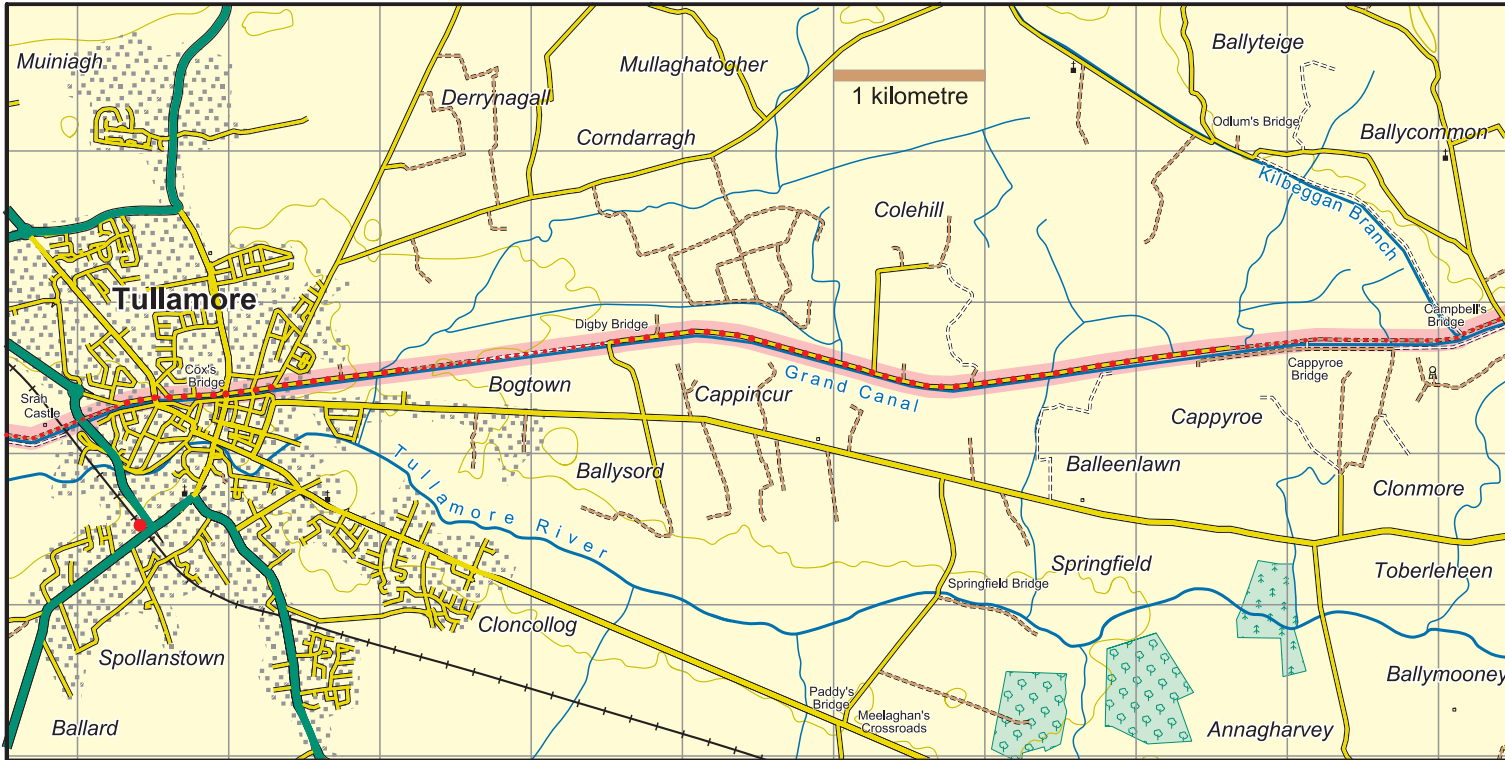 Muiniagh
Mullaghatogher
Ballyteige
Derrynagall
1 kilometre
Corndarragh
Odlum's Bridge
Ballycommon
Kilbeggan Branch
Colehill
Tullamore
Digby Bridge
Campbell's
Bridge
Cox's
Bridge
Srah
Castle
Bogtown
Cappincur
Grand Canal
Cappyroe
Bridge
Cappyroe
Tullamore River
Ballysord
Balleenlawn
Clonmore
Springfield
Springfield Bridge
Toberleheen
Cloncollog
Spollanstown
Ballymooney
Paddy's
Bridge
Meelaghan's
Crossroads
Ballard
Annagharvey